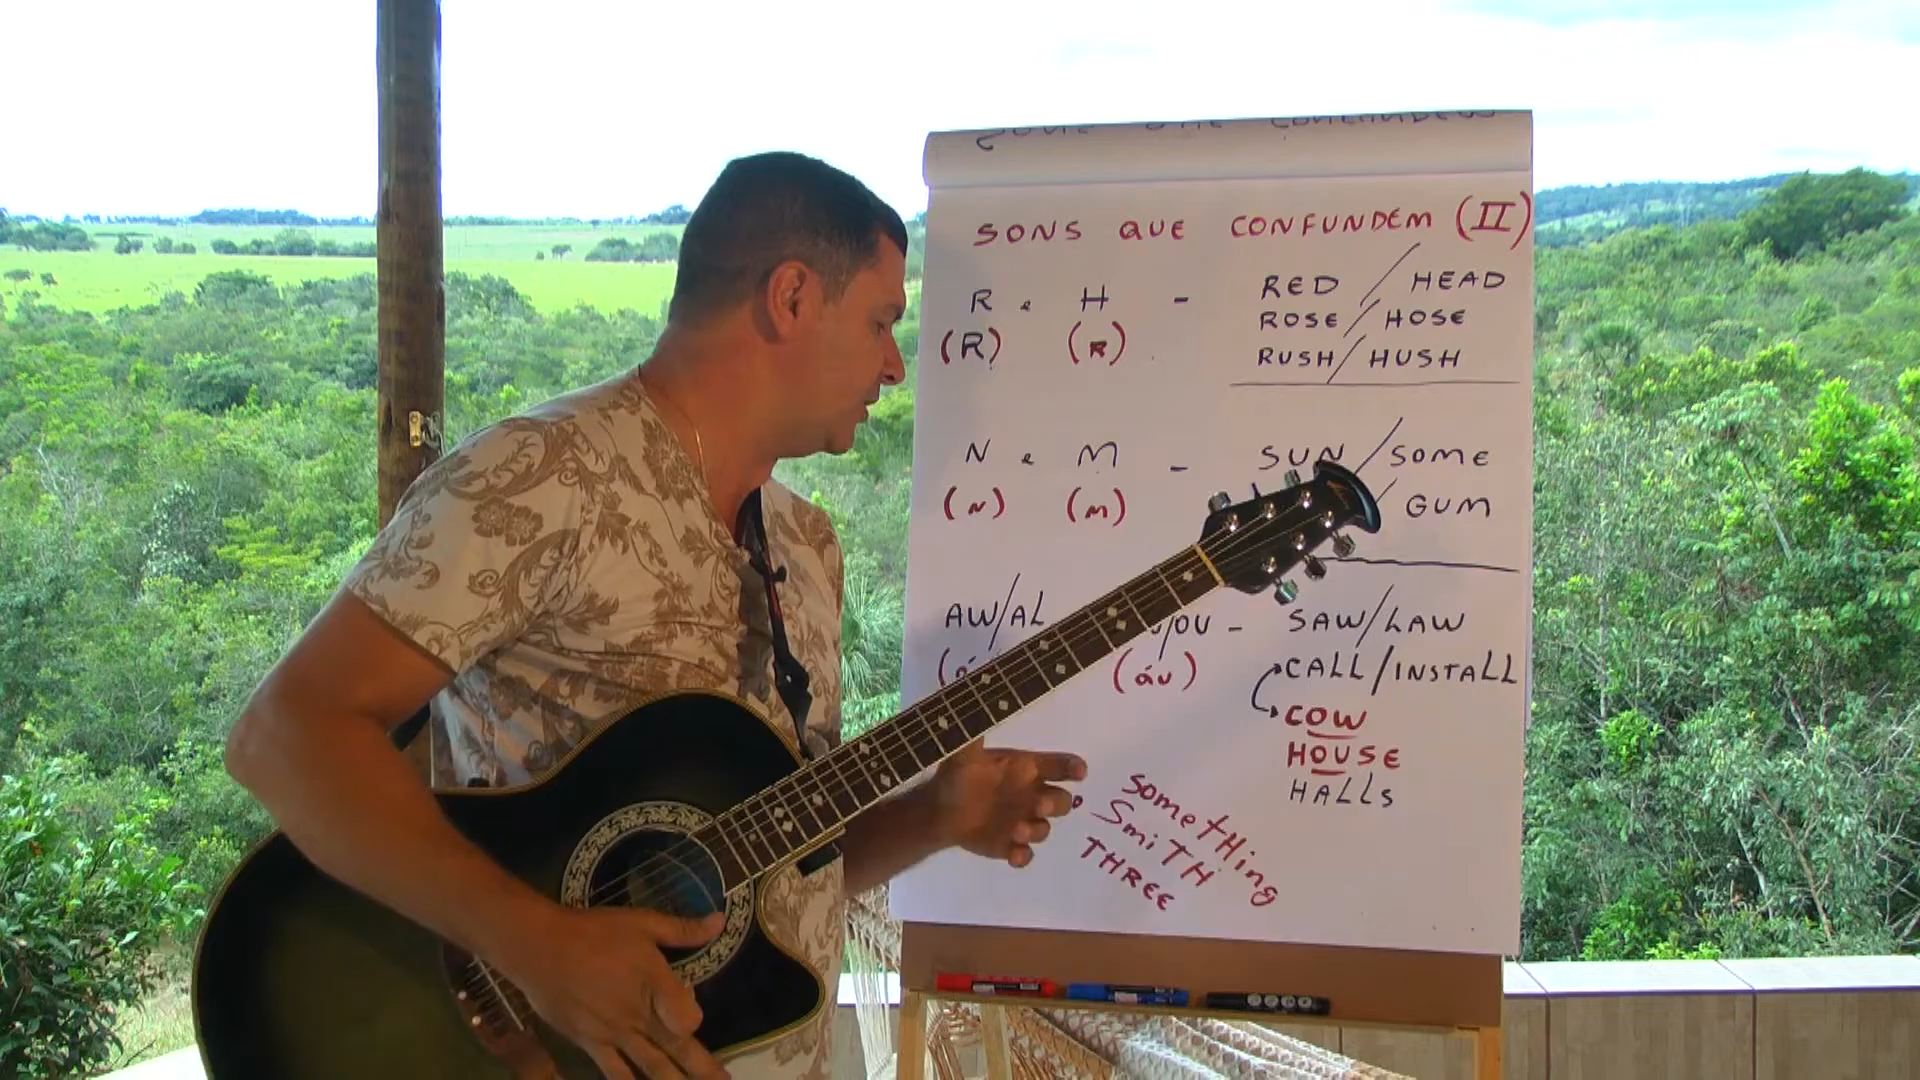 SONS QUE CONFUNDEM (II)
R e H - RED / HEAD
ROSE / HOSE
(R) (R) RUSH / HUSH
N e M - SUN / SOME
(N) (M) / GUM
AW/AL /OU - SAW/LAW
(áu) CALL/INSTALL
COW
HOUSE
HALLS
SOMETHING
SMITH
THREE